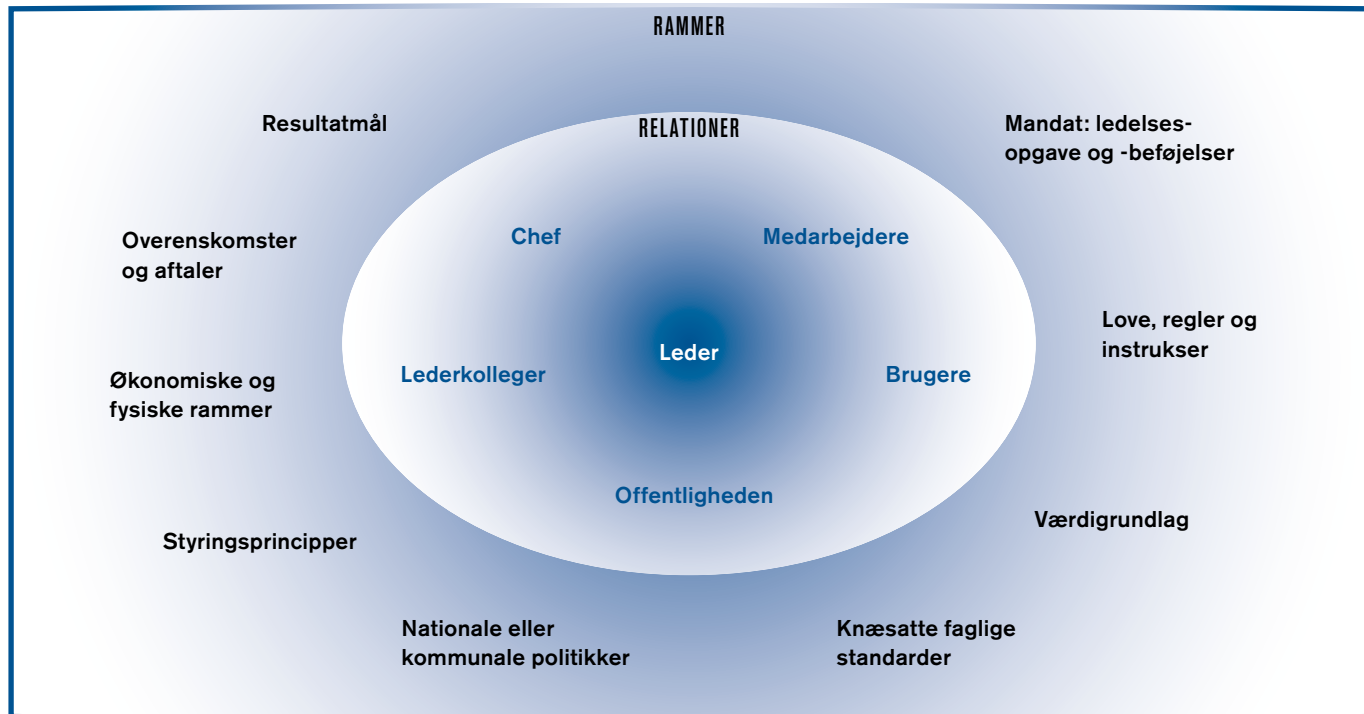 RAMMER
Resultatmål
RELATIONER
Mandat: ledelses-
opgave og -beføjelser
Overenskomster
og aftaler
Chef
Medarbejdere
Love, regler og
instrukser
Leder
Lederkolleger
Brugere
Økonomiske og
fysiske rammer
Offentligheden
Værdigrundlag
Styringsprincipper
Nationale eller
kommunale politikker
Knæsatte faglige
standarder